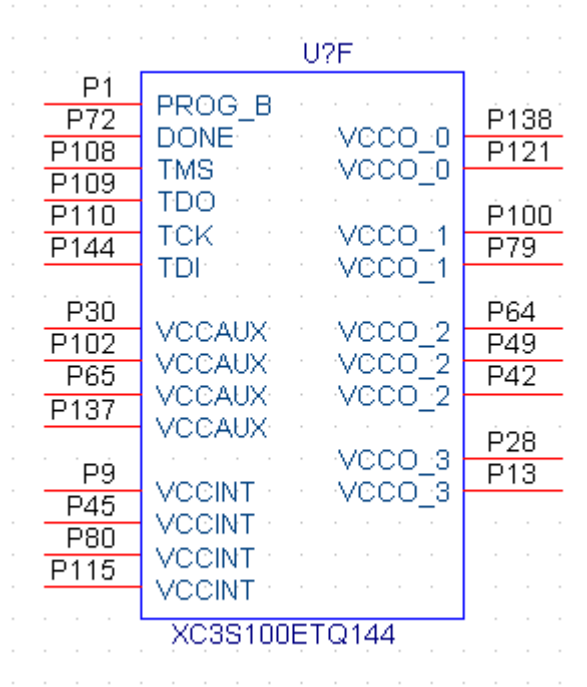 U?F
P1 PROG_B
P72 DONE VCCO_0 P138
P108 TMS VCCO_0 P121
P109 TDO
P110 TCK VCCO_1 P100
P144 TDI VCCO_1 P79
P30 VCCAUX VCCO_2 P64
P102 VCCAUX VCCO_2 P49
P65 VCCAUX VCCO_2 P42
P137 VCCAUX
VCCO_3 P28
P9 VCCINT VCCO_3 P13
P45 VCCINT
P80 VCCINT
P115 VCCINT
XC3S100ETQ144